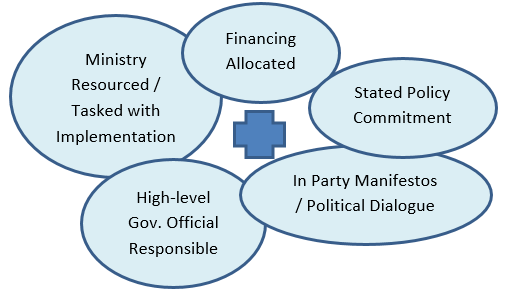 Financing
Allocated
Ministry
Resourced /
Tasked with
Implementation
Stated Policy
Commitment
High-level
Gov. Official
Responsible
In Party Manifestos
/ Political Dialogue